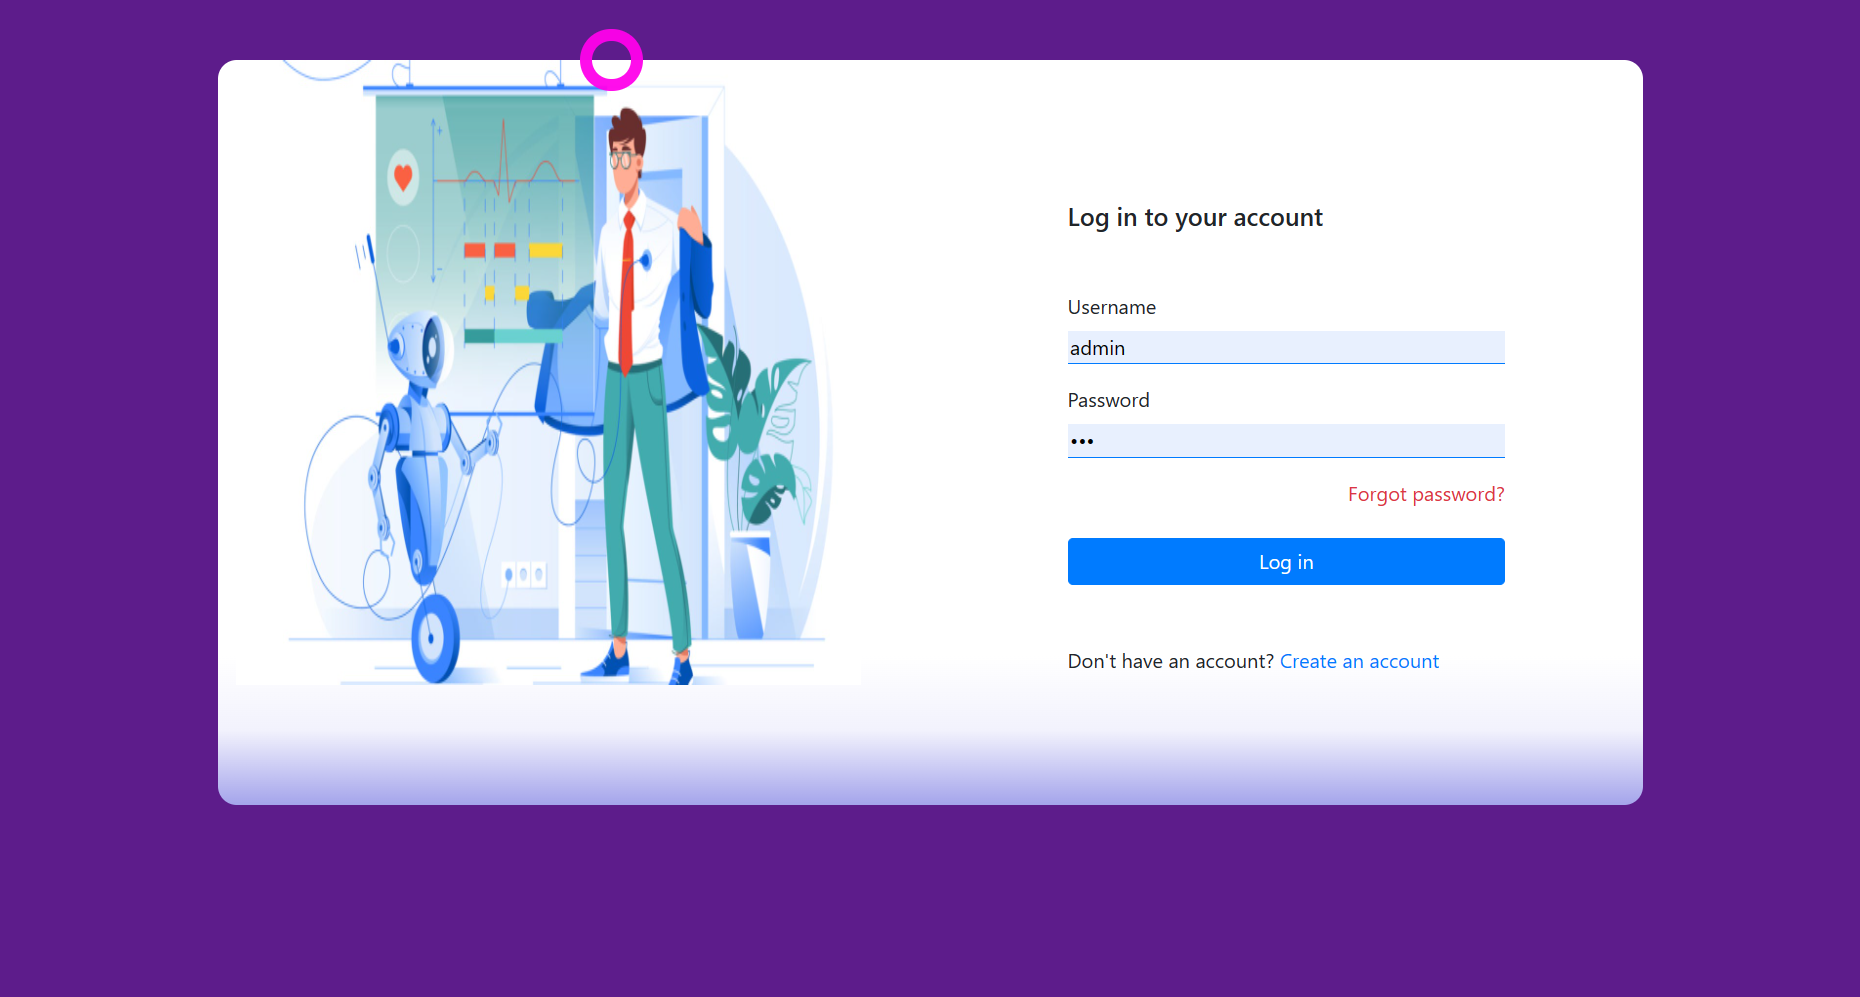 Log in to your account
Username
admin
Password
•••
Forgot password?
Log in
Don't have an account? Create an account